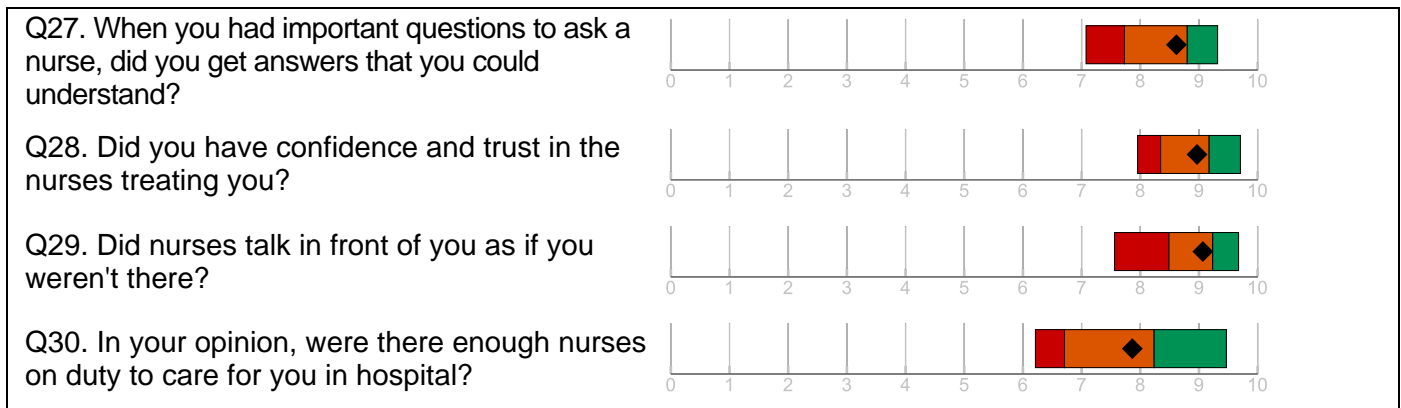 Q27. When you had important questions to ask a
nurse, did you get answers that you could
understand?
0 1 2 3 4 5 6 7 8 9 10
Q28. Did you have confidence and trust in the
nurses treating you?
0 1 2 3 4 5 6 7 8 9 10
Q29. Did nurses talk in front of you as if you
weren't there?
0 1 2 3 4 5 6 7 8 9 10
Q30. In your opinion, were there enough nurses
on duty to care for you in hospital?
0 1 2 3 4 5 6 7 8 9 10